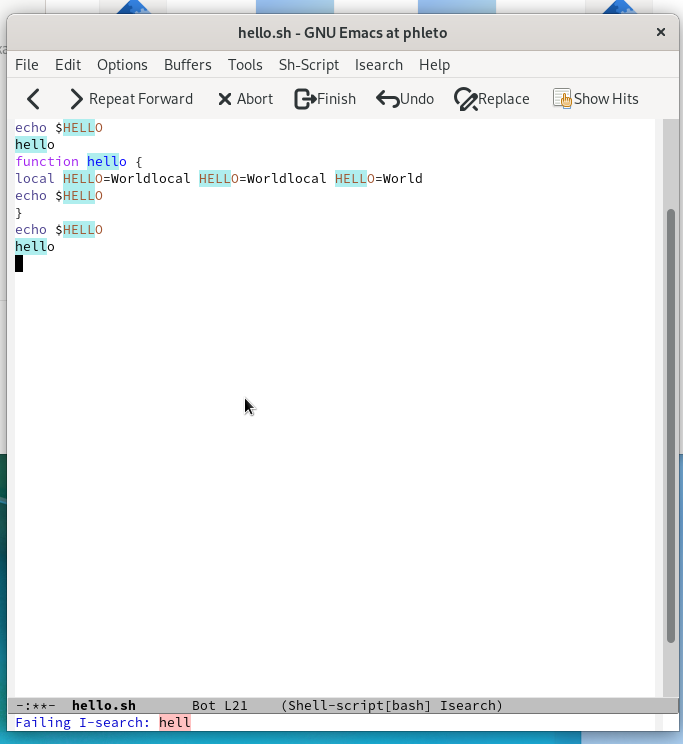 hello.sh - GNU Emacs at phleto
File Edit Options Buffers Tools Sh-Script Isearch Help
Repeat Forward Abort Finish Undo Replace Show Hits
echo $HELLO
hello
function hello {
local HELLO=Worldlocal HELLO=Worldlocal HELLO=World
echo $HELLO
}
echo $HELLO
hello
-:**- hello.sh Bot L21 (Shell-script[bash] Isearch)
Failing I-search: hell